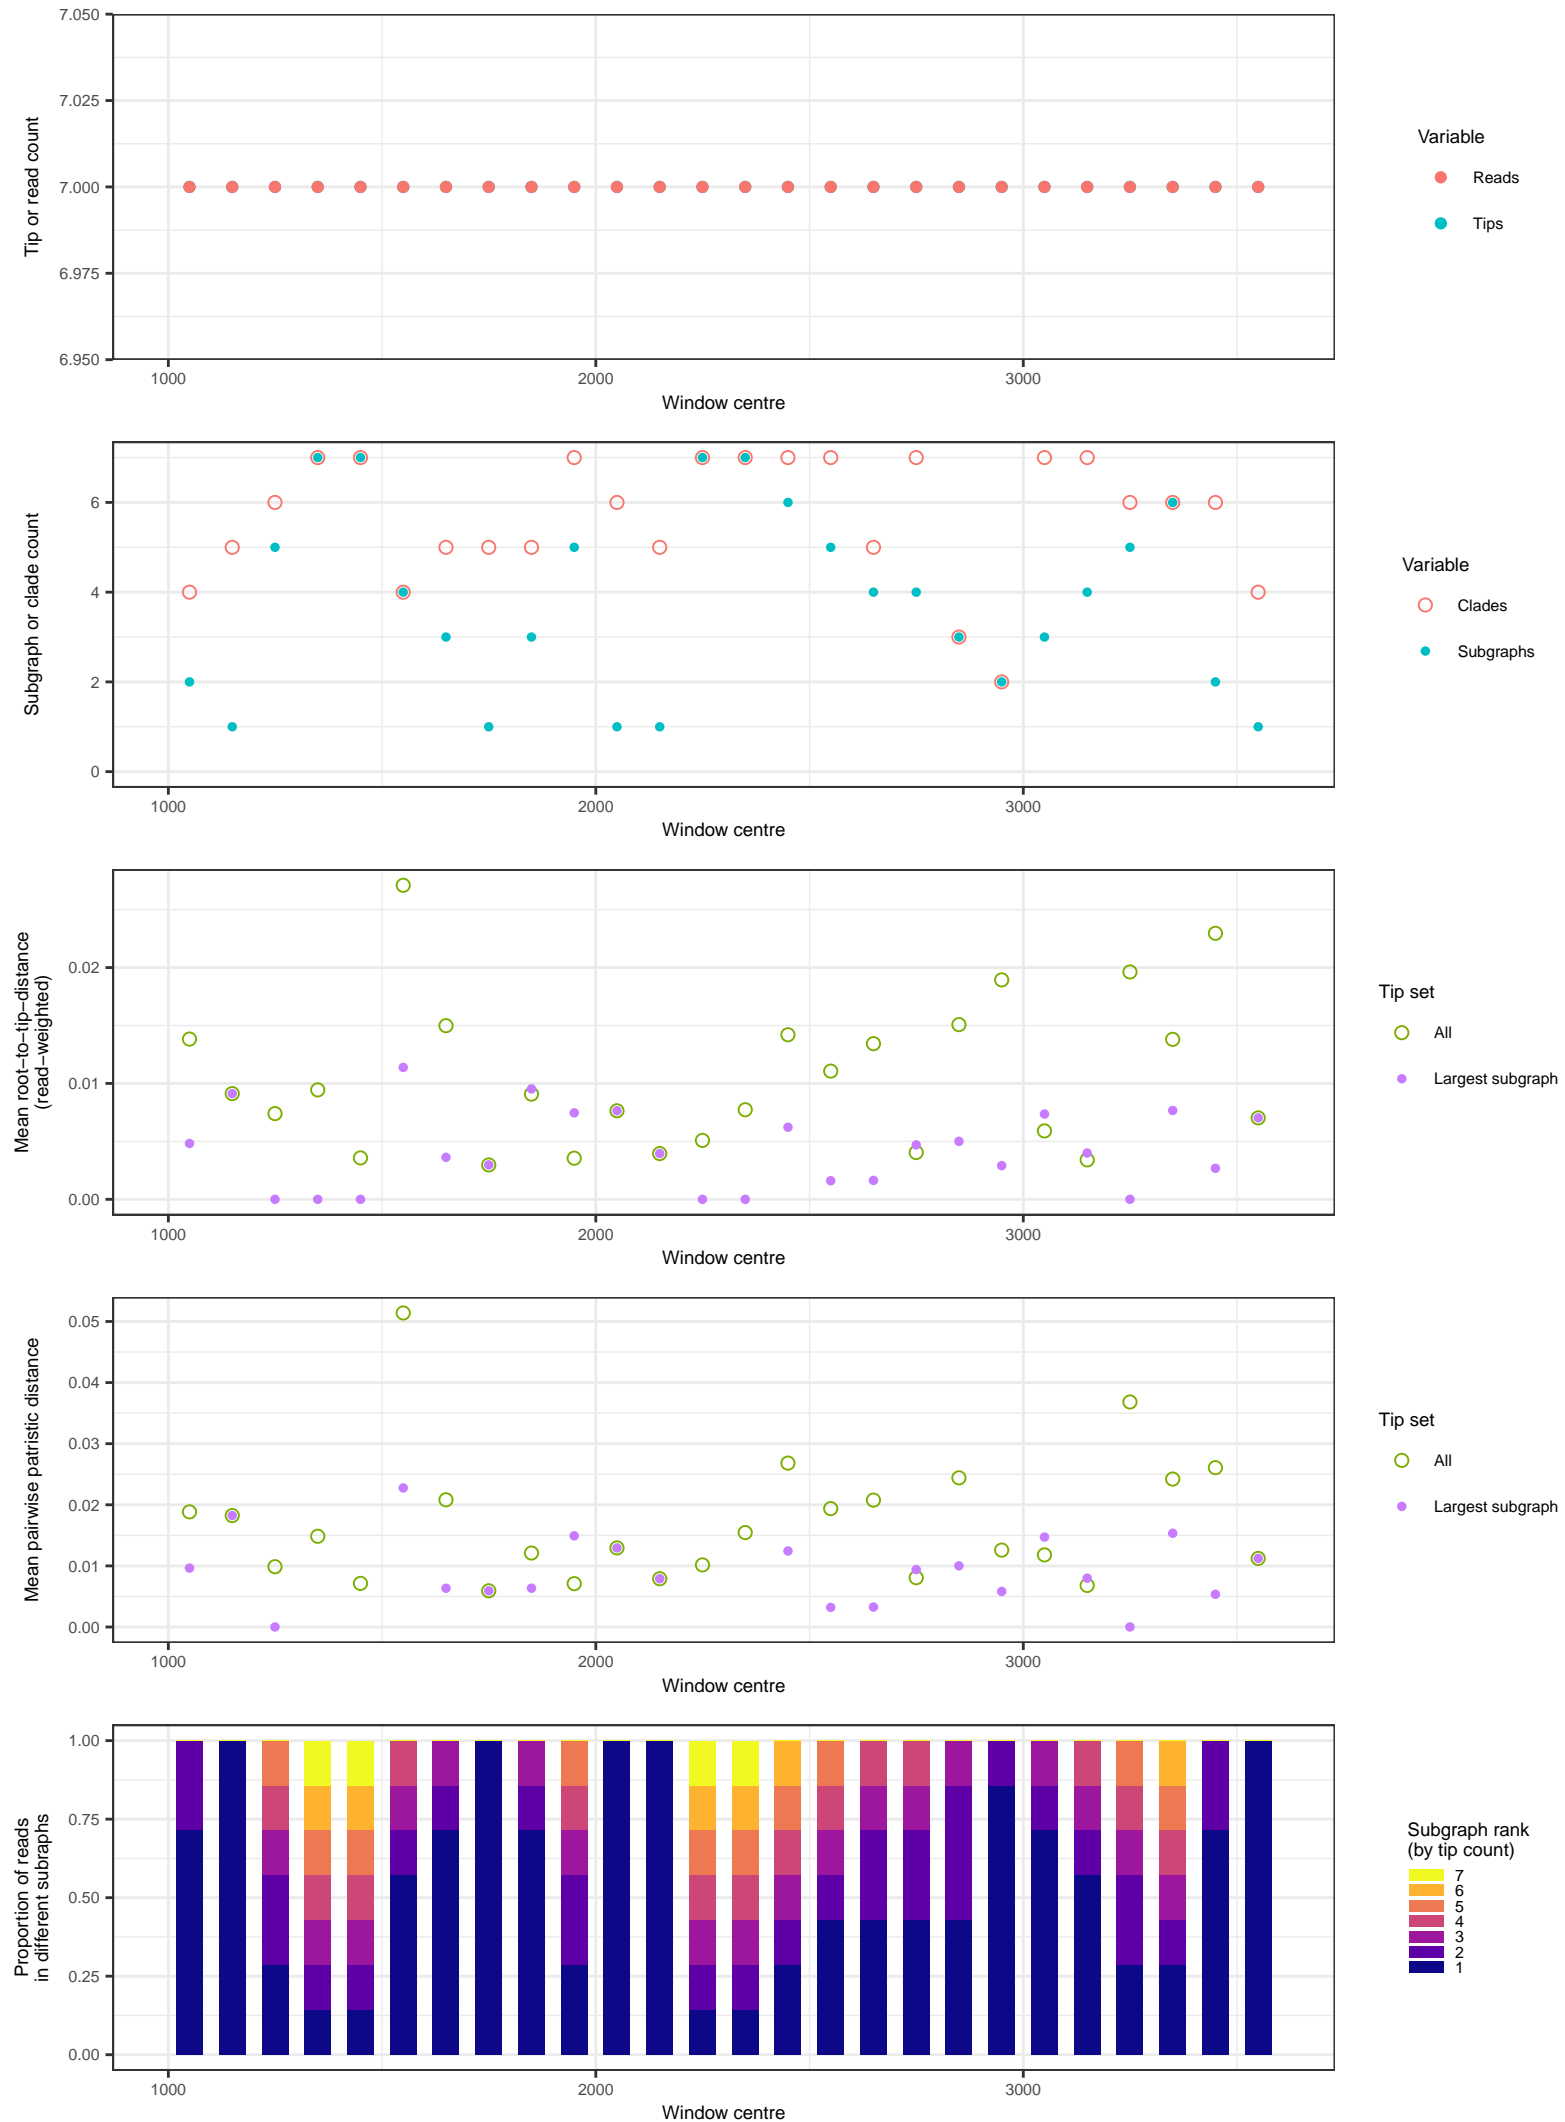 7.050
7.025
7.000
6.975
6.950
Tip or read count
1000
2000
3000
Window centre
Variable
Reads
Tips
6
4
2
0
Subgraph or clade count
1000
2000
3000
Window centre
Variable
Clades
Subgraphs
0.02
0.01
0.00
Mean root−to−tip−distance
(read−weighted)
1000
2000
3000
Window centre
Tip set
All
Largest subgraph
0.05
0.04
0.03
0.02
0.01
0.00
Mean pairwise patristic distance
1000
2000
3000
Window centre
Tip set
All
Largest subgraph
1.00
0.75
0.50
0.25
0.00
Proportion of reads
in different subraphs
1000
2000
3000
Window centre
Subgraph rank
(by tip count)
7
6
5
4
3
2
1